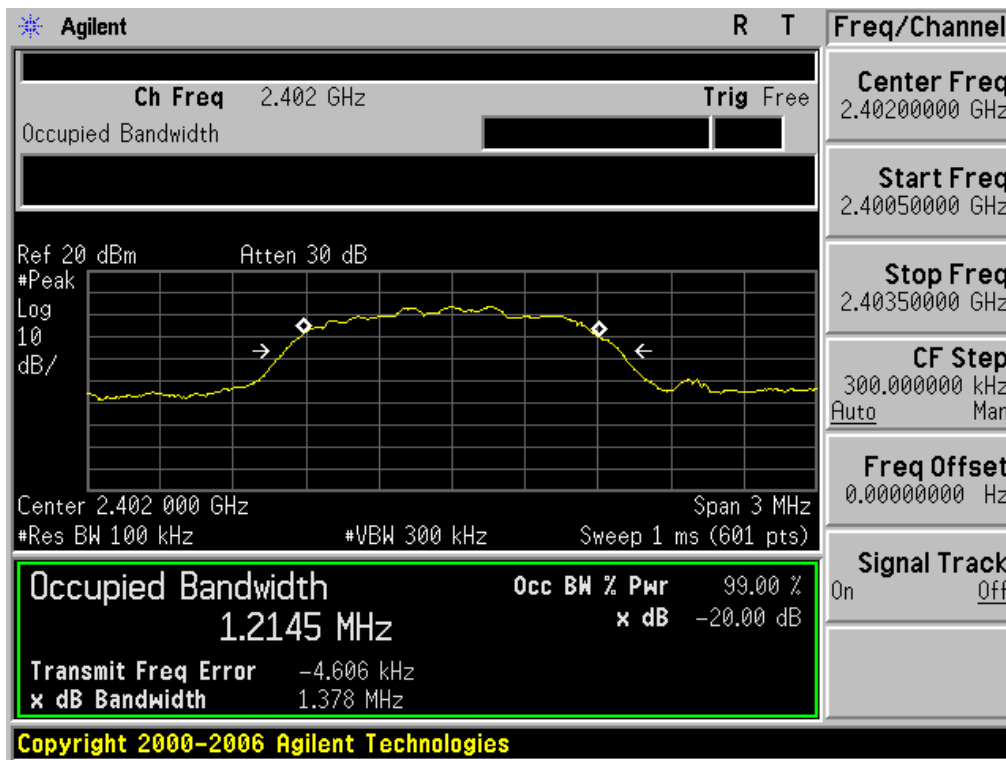 Agilent R T
Ch Freq 2.402 GHz Trig Free
Occupied Bandwidth
Ref 20 dBm Atten 30 dB
#Peak
Log
10
dB/
Center 2.402 000 GHz Span 3 MHz
#Res BW 100 kHz #VBW 300 kHz Sweep 1 ms (601 pts)
Occupied Bandwidth Occ BW % Pwr 99.00 %
1.2145 MHz x dB -20.00 dB
Transmit Freq Error -4.606 kHz
x dB Bandwidth 1.378 MHz
Copyright 2000-2006 Agilent Technologies
Freq/Channel
Center Freq
2.40200000 GHz
Start Freq
2.40050000 GHz
Stop Freq
2.40350000 GHz
CF Step
300.000000 kHz
Auto Man
Freq Offset
0.00000000 Hz
Signal Track
On Off